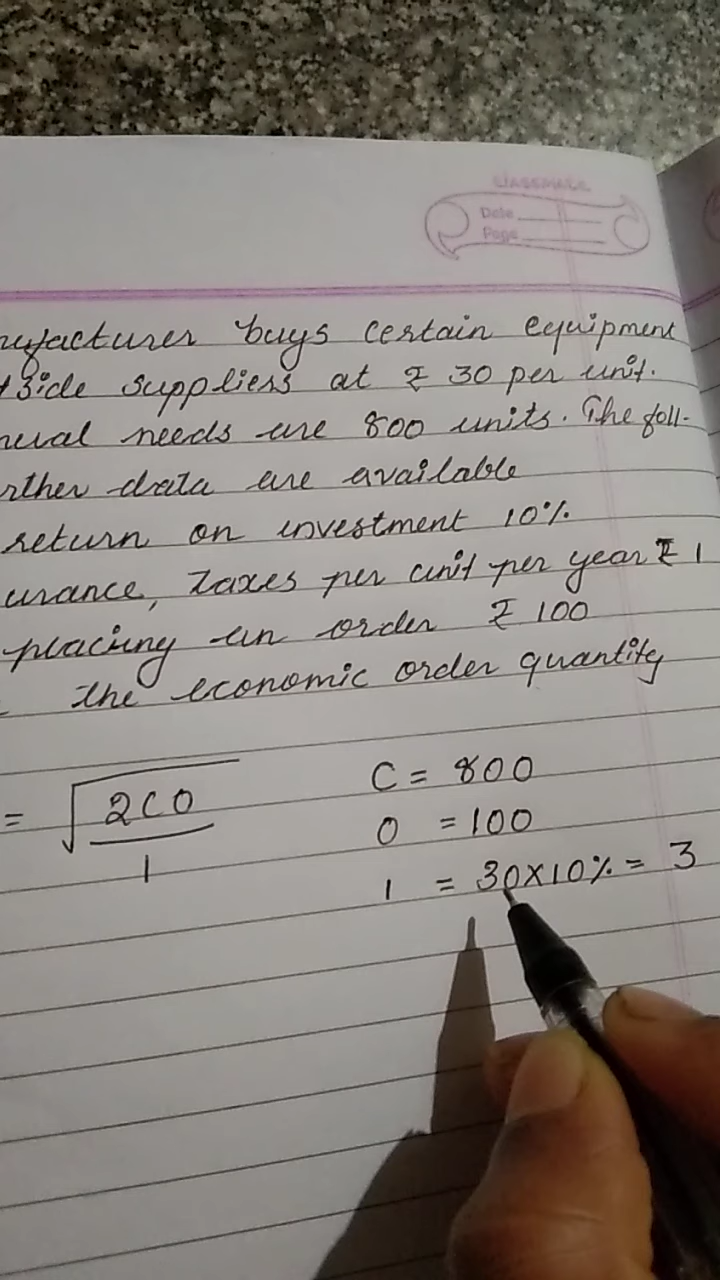 CLASSMATE
Date
Page
nufacturer buys certain equipment
tside suppliers at ₹ 30 per unit.
nual needs are 800 units. The foll-
rther data are available
return on investment 10%
urance, taxes per unit per year ₹ 1
placing an order ₹ 100
the economic order quantity
= √2CO C = 800
I O = 100
I = 30×10% = 3